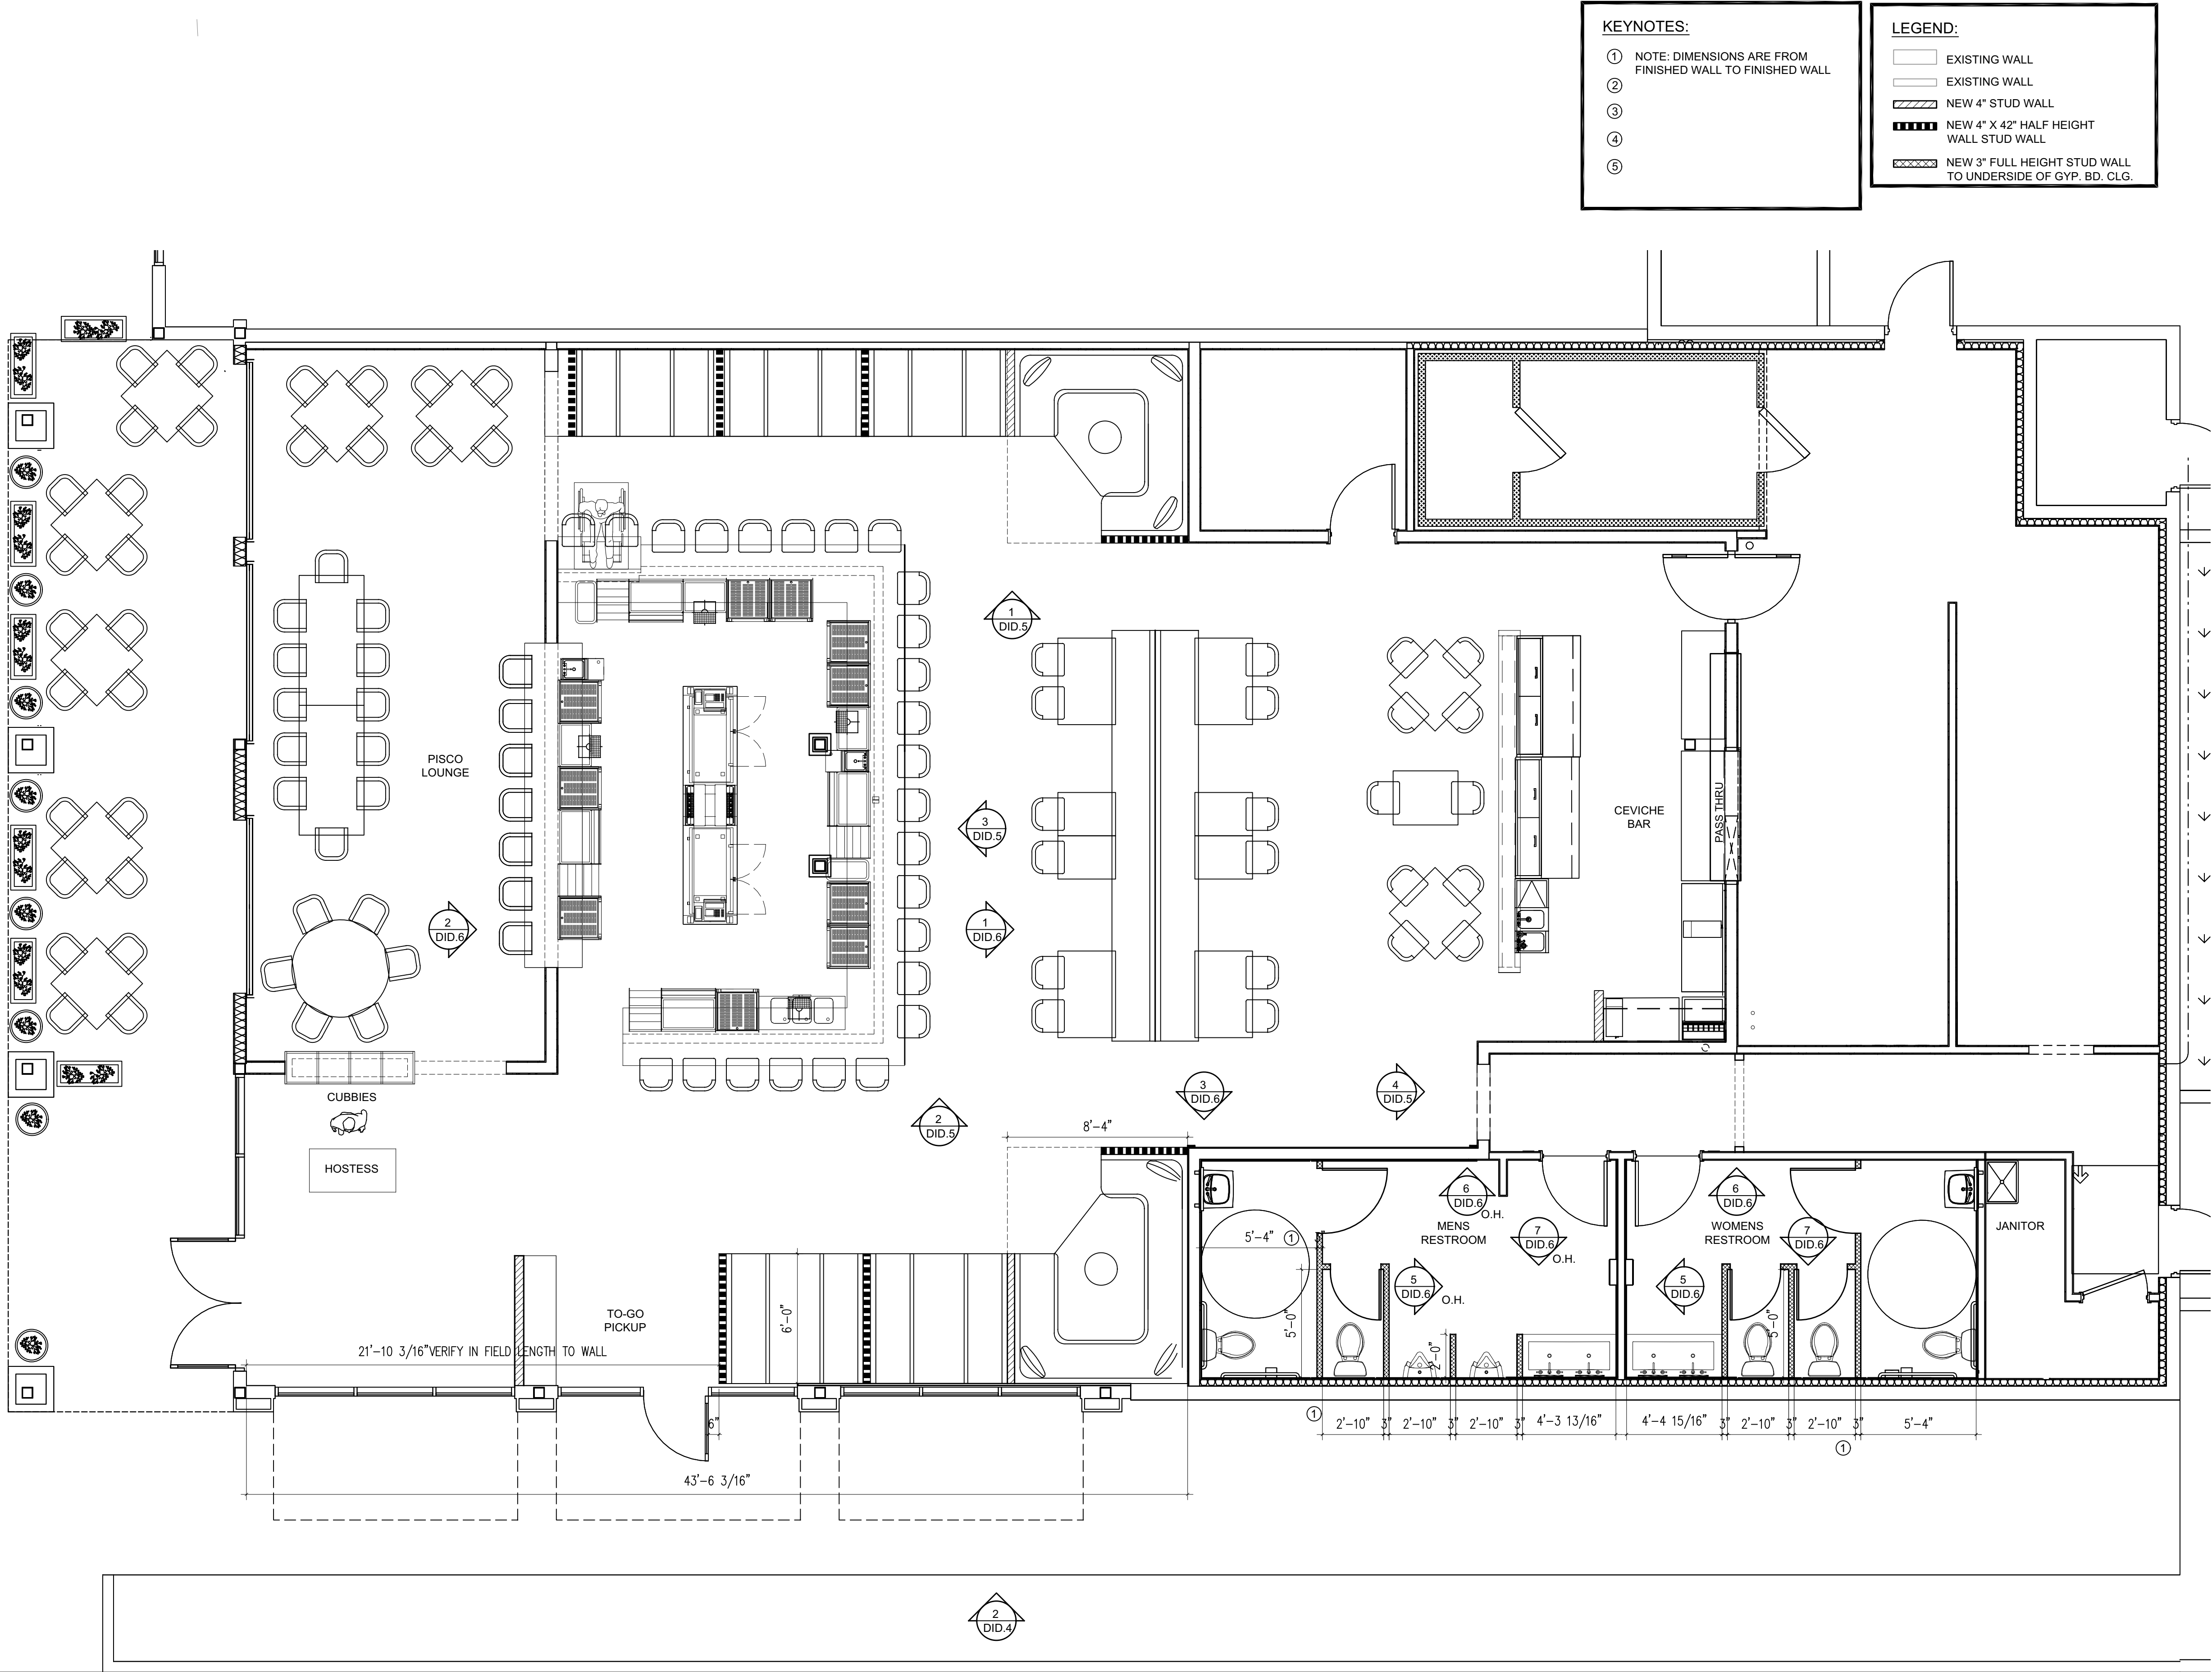 KEYNOTES:
1 NOTE: DIMENSIONS ARE FROM
FINISHED WALL TO FINISHED WALL
2
3
4
5
LEGEND:
EXISTING WALL
EXISTING WALL
NEW 4" STUD WALL
NEW 4" X 42" HALF HEIGHT
WALL STUD WALL
NEW 3" FULL HEIGHT STUD WALL
TO UNDERSIDE OF GYP. BD. CLG.
1
DID.5
PISCO
LOUNGE
3
DID.5
CEVICHE
BAR
PASS THRU
2
DID.6
1
DID.6
CUBBIES
HOSTESS
2
DID.5
3
DID.6
4
DID.5
8'-4"
6
DID.6
O.H.
MENS
RESTROOM
7
DID.6
O.H.
5'-4"
1
3"
5
DID.6
O.H.
5'-0"
2'-0"
6
DID.6
WOMENS
RESTROOM
7
DID.6
5
DID.6
5'-0"
JANITOR
TO-GO
PICKUP
6'-0"
21'-10 3/16"VERIFY IN FIELD LENGTH TO WALL
6"
43'-6 3/16"
1
2'-10"
3"
2'-10"
3"
2'-10"
3"
4'-3 13/16"
4'-4 15/16"
3"
2'-10"
3"
2'-10"
3"
5'-4"
1
2
DID.4